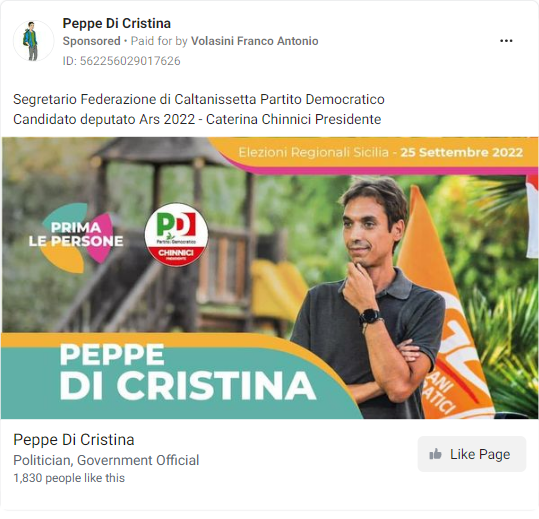 Peppe Di Cristina
Sponsored • Paid for by Volasini Franco Antonio
ID: 562256029017626
Segretario Federazione di Caltanissetta Partito Democratico
Candidato deputato Ars 2022 - Caterina Chinnici Presidente
Elezioni Regionali Sicilia - 25 Settembre 2022
PRIMA
LE PERSONE
PD
Partito Democratico
CHINNICI
PRESIDENTE
PEPPE
DI CRISTINA
Peppe Di Cristina
Politician, Government Official
1,830 people like this
Like Page